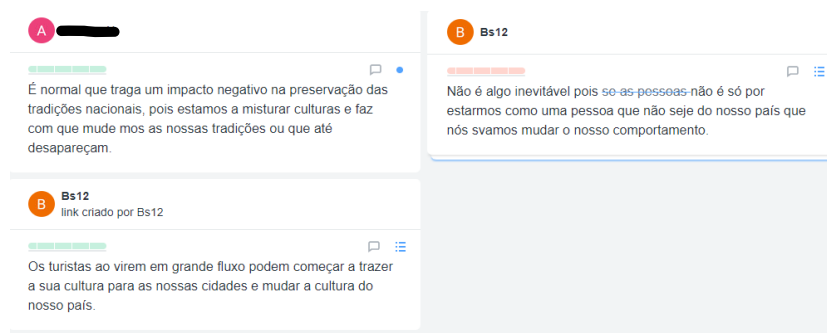 A
É normal que traga um impacto negativo na preservação das
tradições nacionais, pois estamos a misturar culturas e faz
com que mude mos as nossas tradições ou que até
desapareçam.
B
Bs12
link criado por Bs12
Os turistas ao virem em grande fluxo podem começar a trazer
a sua cultura para as nossas cidades e mudar a cultura do
nosso país.
B Bs12
Não é algo inevitável pois se as pessoas não é só por
estarmos como uma pessoa que não seje do nosso país que
nós svamos mudar o nosso comportamento.